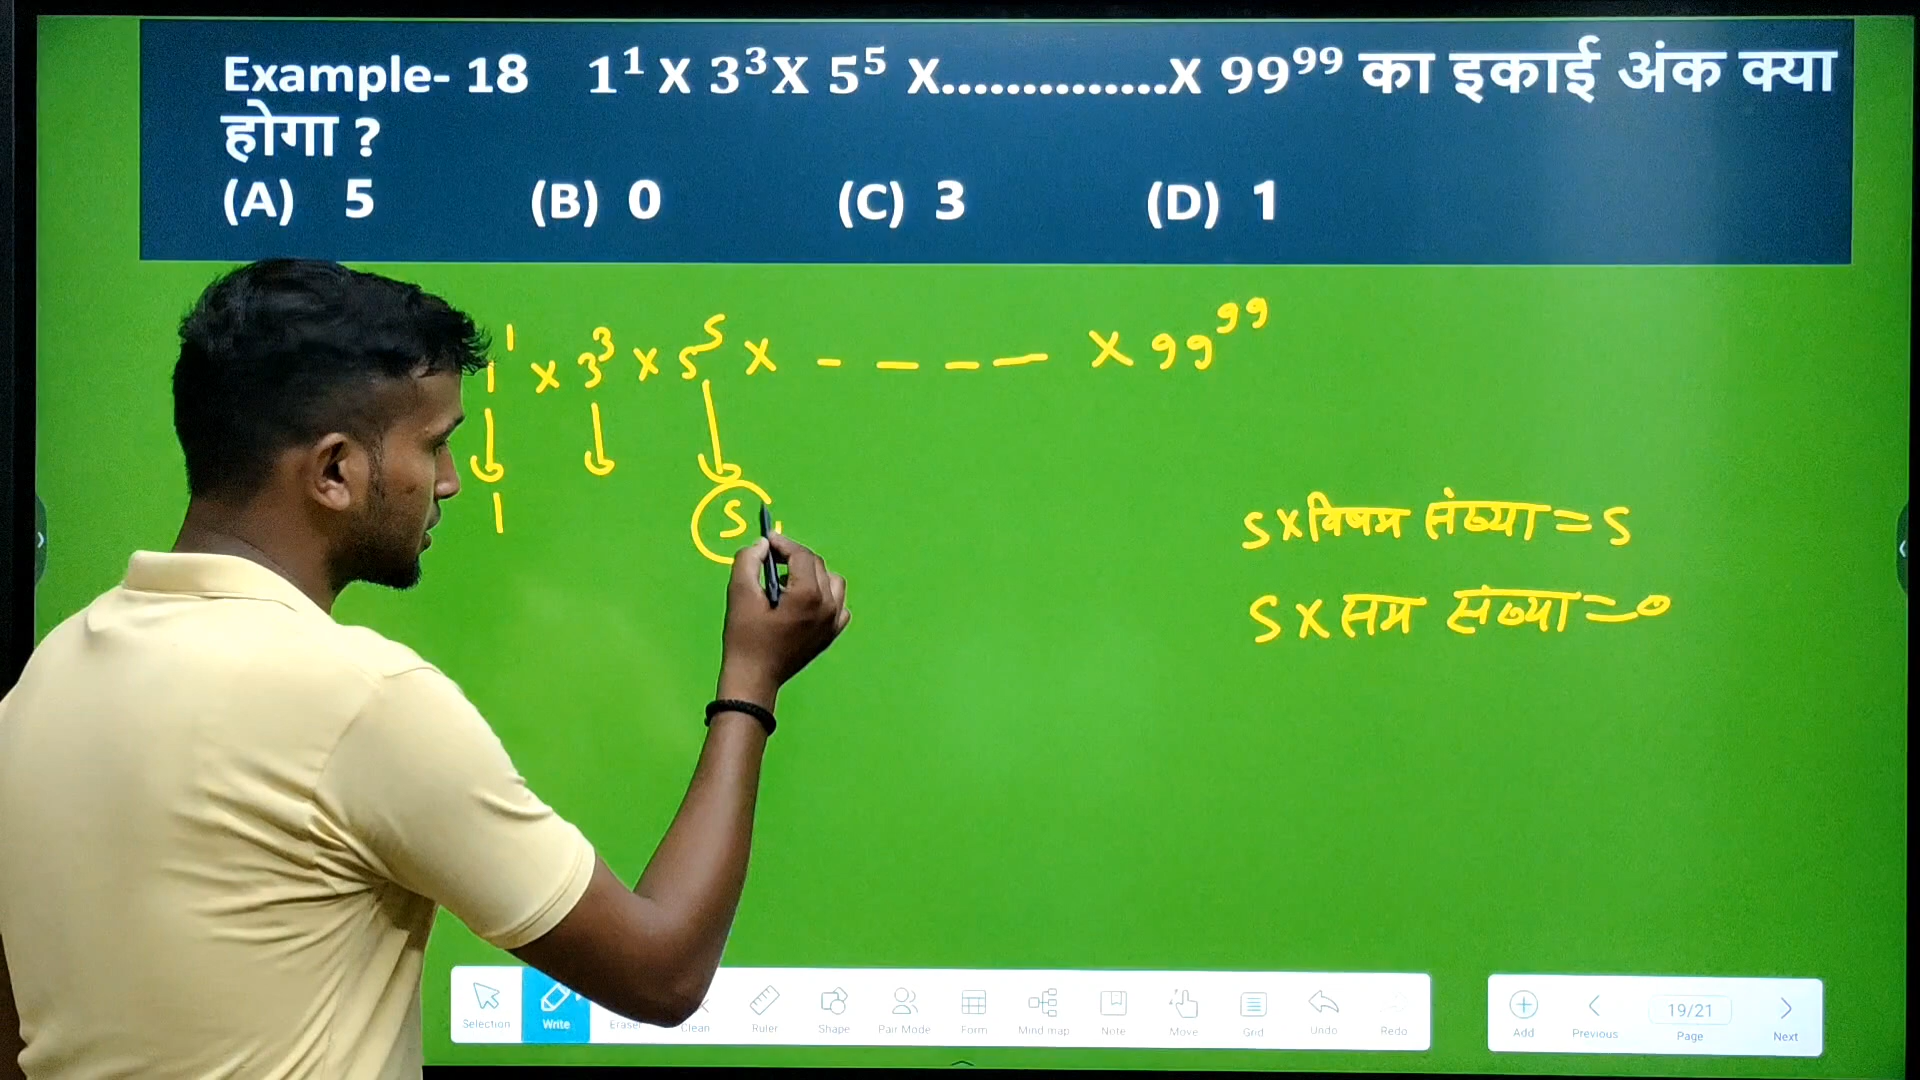 Example- 18 1¹ X 3³X 5⁵ X..............X 99⁹⁹ का इकाई अंक क्या
होगा ?
(A) 5 (B) 0 (C) 3 (D) 1
1¹ x 3³ x 5⁵ x - - - - x 99⁹⁹
1 5
5 x विषम संख्या = 5
5 x सम संख्या = 0
Selection Write Eraser Clean Ruler Shape Pair Mode Form Mind map Note Move Grid Undo Redo
Add Previous 19/21 Page Next